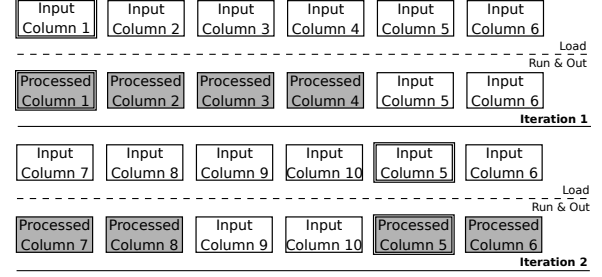 Input Input Input Input Input Input
Column 1 Column 2 Column 3 Column 4 Column 5 Column 6
Load
Run & Out
Processed Processed Processed Processed Input Input
Column 1 Column 2 Column 3 Column 4 Column 5 Column 6
Iteration 1
Input Input Input Input Input Input
Column 7 Column 8 Column 9 Column 10 Column 5 Column 6
Load
Run & Out
Processed Processed Input Input Processed Processed
Column 7 Column 8 Column 9 Column 10 Column 5 Column 6
Iteration 2